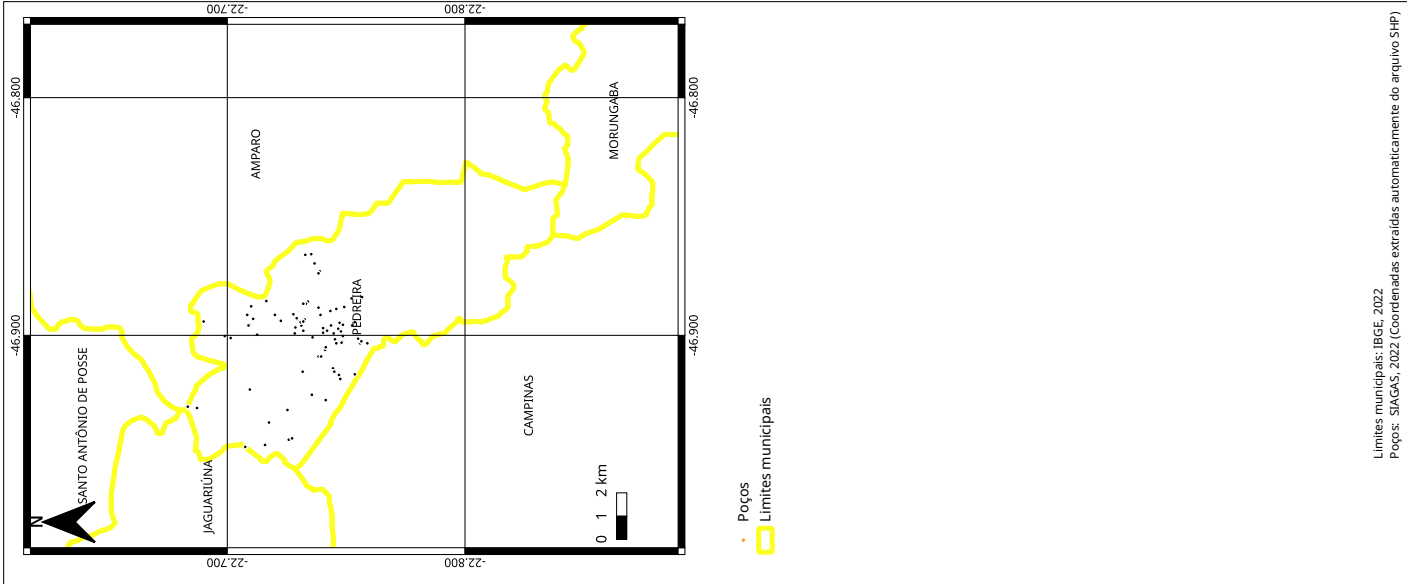 -46.900 -46.800
N
SANTO ANTÔNIO DE POSSE
JAGUARIÚNA
-22.700 -22.700
AMPARO
PEDREIRA
-22.800 -22.800
CAMPINAS
0 1 2 km
MORUNGABA
-46.900 -46.800
Poços
Limites municipais
Limites municipais: IBGE, 2022
Poços: SIAGAS, 2022 (Coordenadas extraídas automaticamente do arquivo SHP)